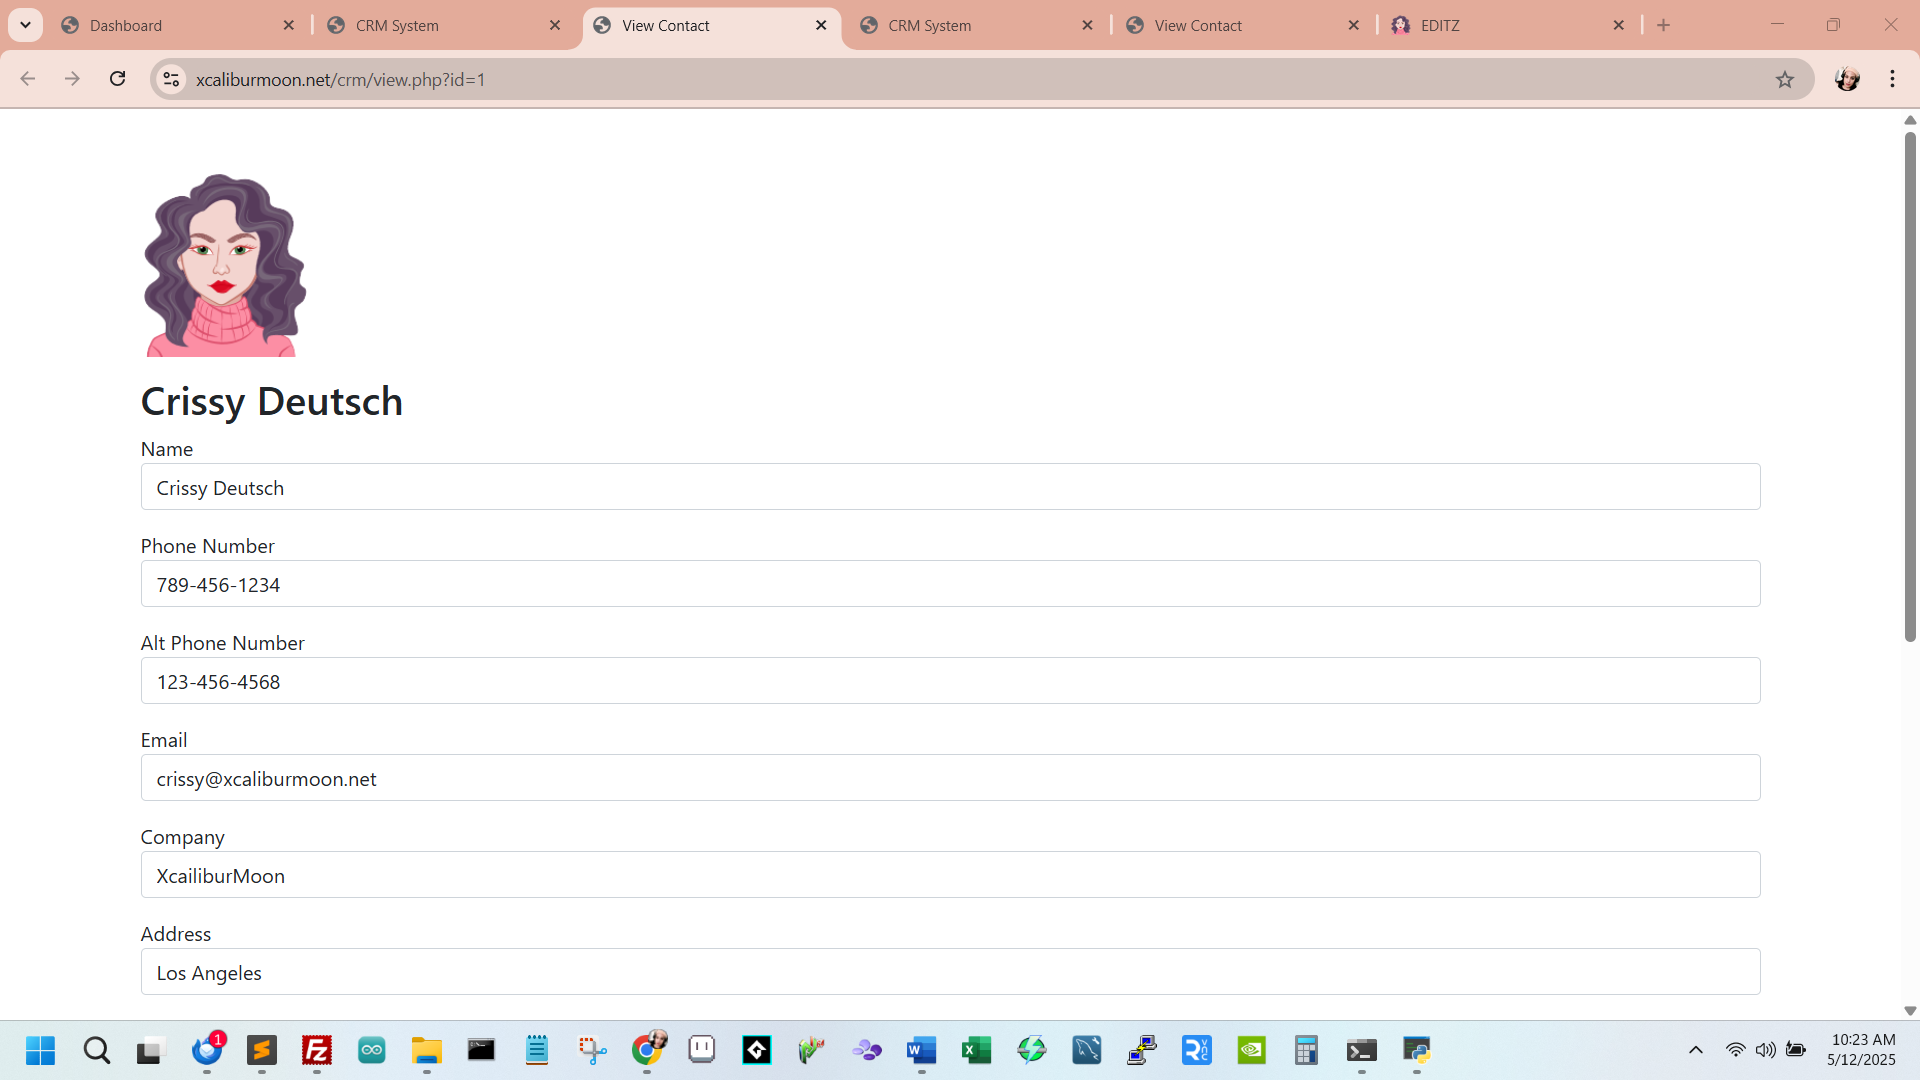 Dashboard
CRM System
View Contact
CRM System
View Contact
EDITZ
xcaliburmoon.net/crm/view.php?id=1
Crissy Deutsch
Name
Crissy Deutsch
Phone Number
789-456-1234
Alt Phone Number
123-456-4568
Email
crissy@xcaliburmoon.net
Company
XcailiburMoon
Address
Los Angeles
1
10:23 AM
5/12/2025